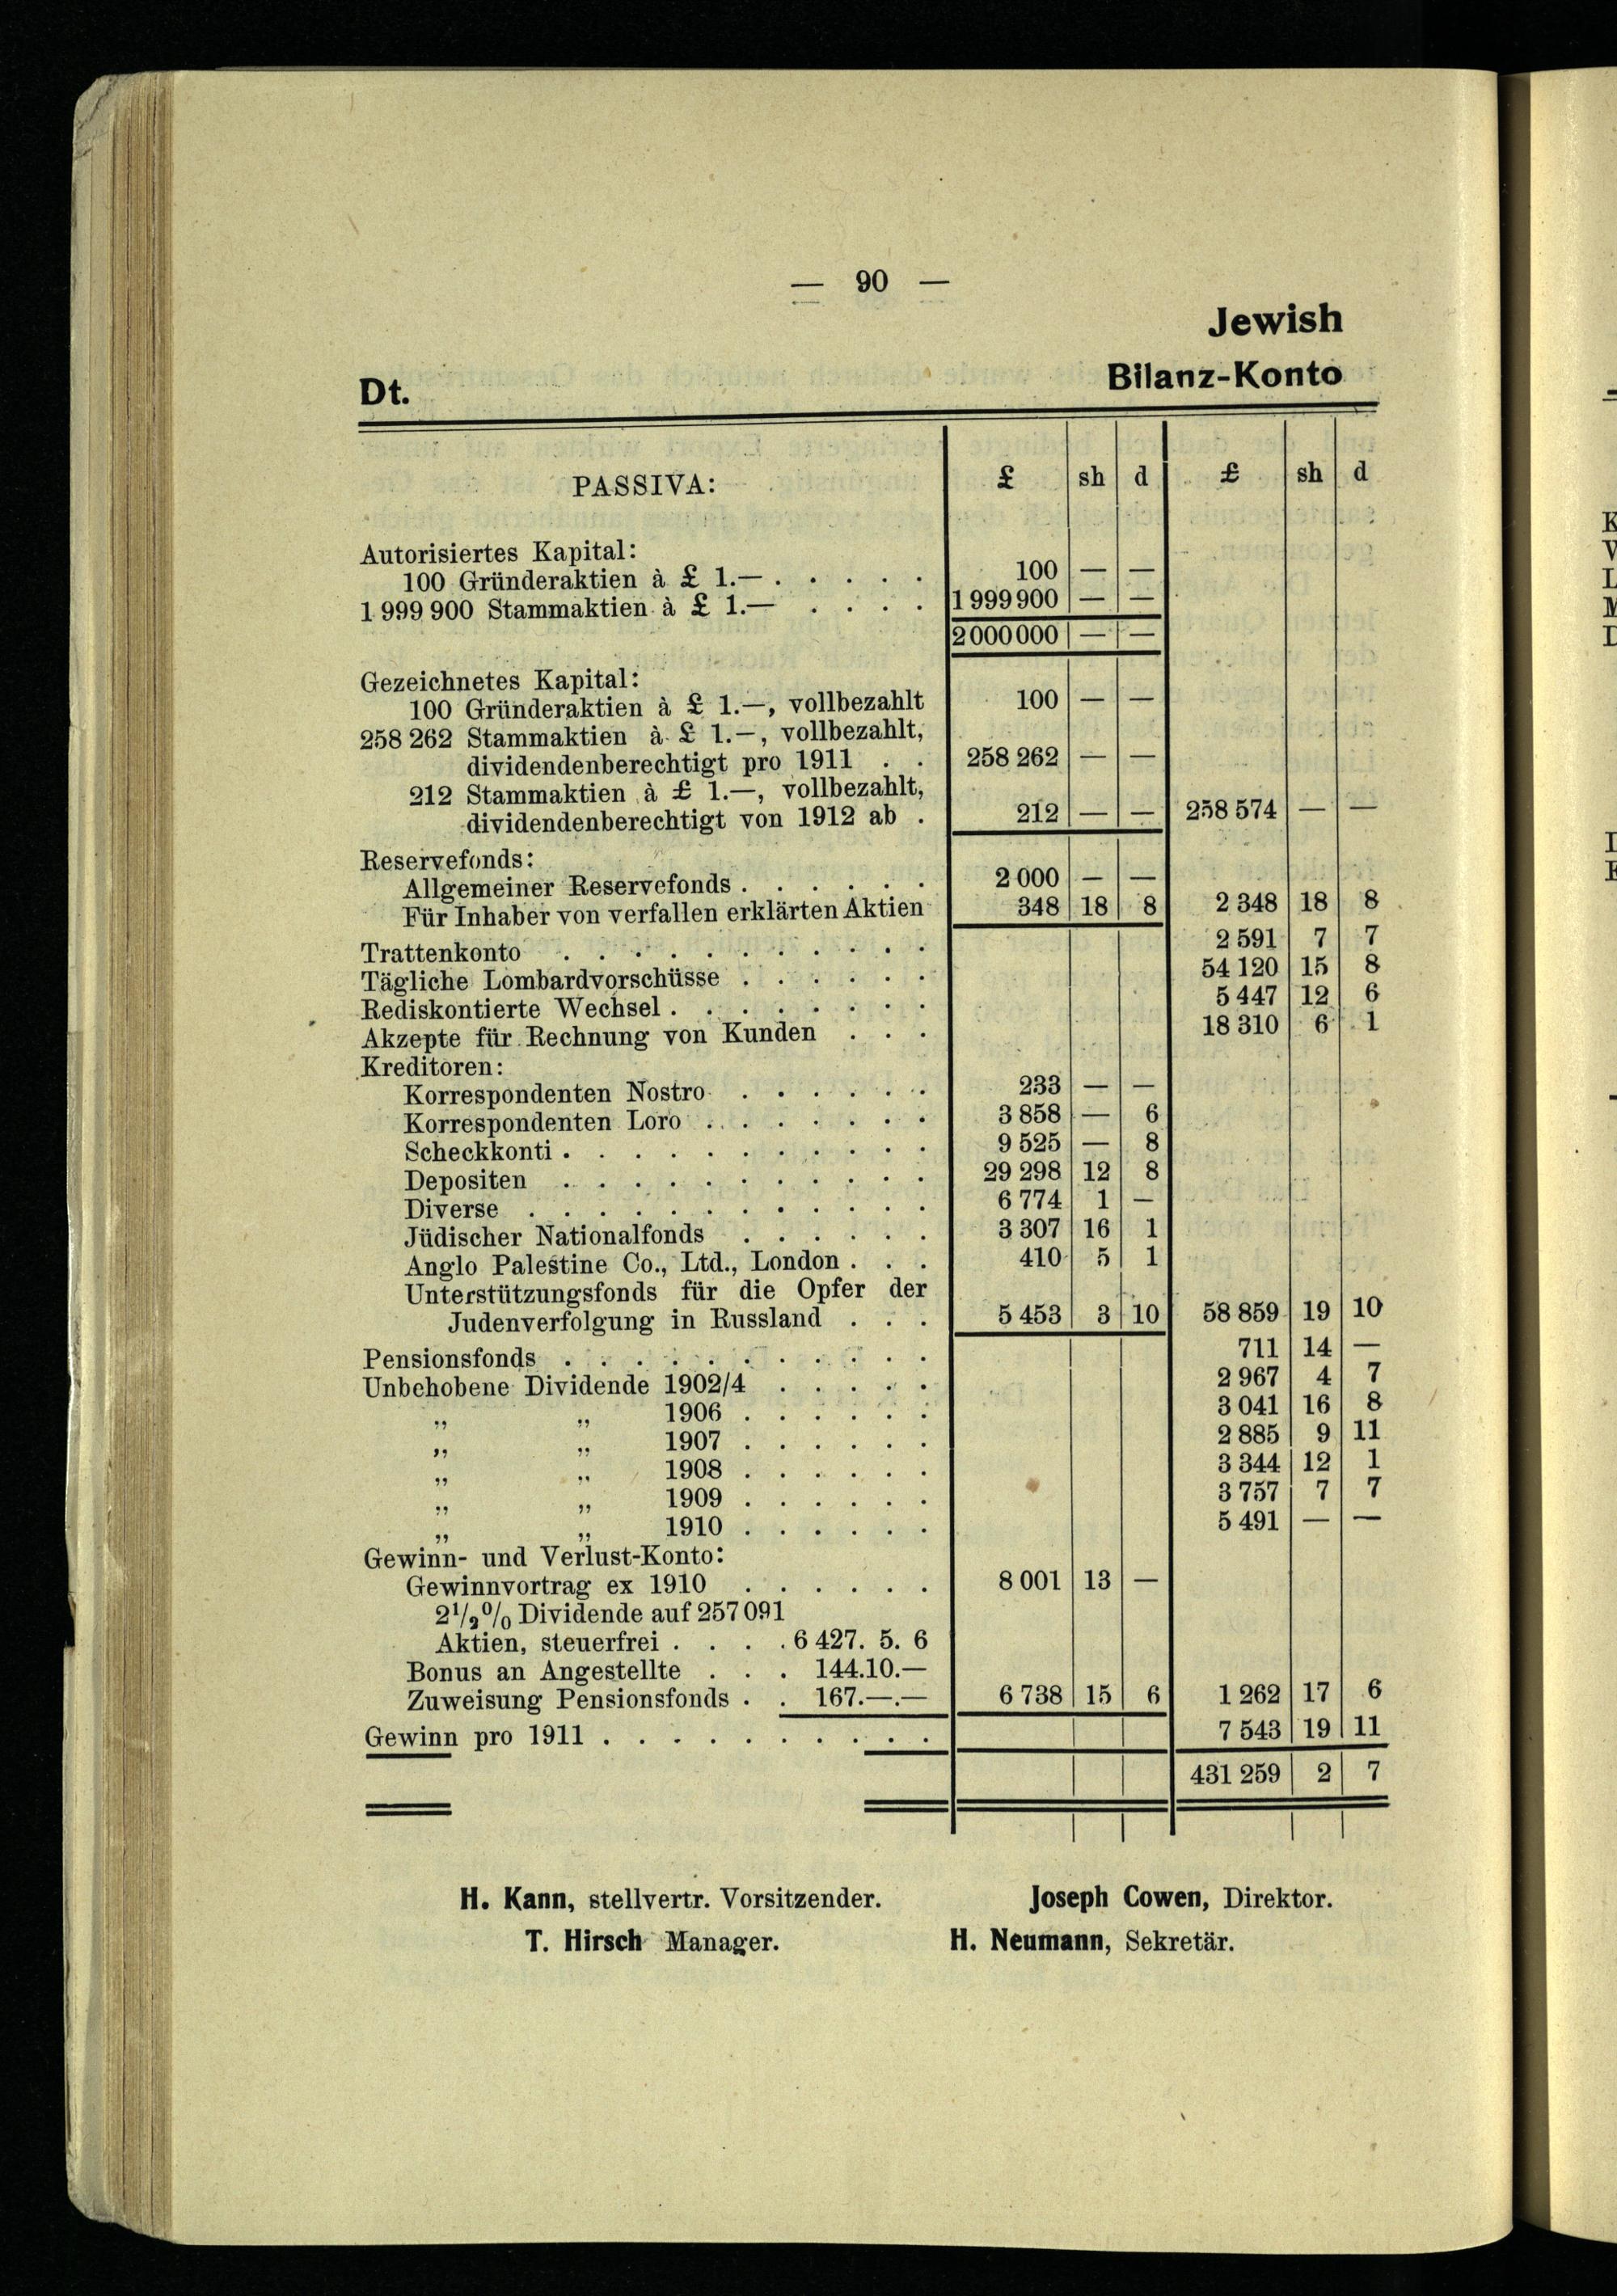 — 90 —
Jewish
Dt. Bilanz-Konto
PASSIVA: £ sh d £ sh d
Autorisiertes Kapital:
100 Gründeraktien à £ 1.— . . . . . 100 — —
1 999 900 Stammaktien à £ 1.— . . . . 1 999 900 — —
2 000 000 — —
Gezeichnetes Kapital:
100 Gründeraktien à £ 1.—, vollbezahlt 100 — —
258 262 Stammaktien à £ 1.—, vollbezahlt,
dividendenberechtigt pro 1911 . . 258 262 — —
212 Stammaktien à £ 1.—, vollbezahlt,
dividendenberechtigt von 1912 ab . 212 — — 258 574 — —
Reservefonds:
Allgemeiner Reservefonds . . . . . . 2 000 — —
Für Inhaber von verfallen erklärten Aktien 348 18 8 2 348 18 8
Trattenkonto . . . . . . . . . . . 2 591 7 7
Tägliche Lombardvorschüsse . . . . . . 54 120 15 8
Rediskontierte Wechsel . . . . . . . . 5 447 12 6
Akzepte für Rechnung von Kunden . . . 18 310 6 1
Kreditoren:
Korrespondenten Nostro . . . . . . 233 — —
Korrespondenten Loro . . . . . . . 3 858 — 6
Scheckkonti . . . . . . . . . . . 9 525 — 8
Depositen . . . . . . . . . . . 29 298 12 8
Diverse . . . . . . . . . . . . 6 774 1 —
Jüdischer Nationalfonds . . . . . . 3 307 16 1
Anglo Palestine Co., Ltd., London . . . 410 5 1
Unterstützungsfonds für die Opfer der
Judenverfolgung in Russland . . . 5 453 3 10 58 859 19 10
Pensionsfonds . . . . . . . . . . . 711 14 —
Unbehobene Dividende 1902/4 . . . . . 2 967 4 7
„ „ 1906 . . . . . . 3 041 16 8
„ „ 1907 . . . . . . 2 885 9 11
„ „ 1908 . . . . . . 3 344 12 1
„ „ 1909 . . . . . . 3 757 7 7
„ „ 1910 . . . . . . 5 491 — —
Gewinn- und Verlust-Konto:
Gewinnvortrag ex 1910 . . . . . . 8 001 13 —
2½% Dividende auf 257 091
Aktien, steuerfrei . . . . 6 427. 5. 6
Bonus an Angestellte . . . 144.10.—
Zuweisung Pensionsfonds . . 167.—.— 6 738 15 6 1 262 17 6
Gewinn pro 1911 . . . . . . . . . . 7 543 19 11
431 259 2 7
H. Kann, stellvertr. Vorsitzender. Joseph Cowen, Direktor.
T. Hirsch Manager. H. Neumann, Sekretär.